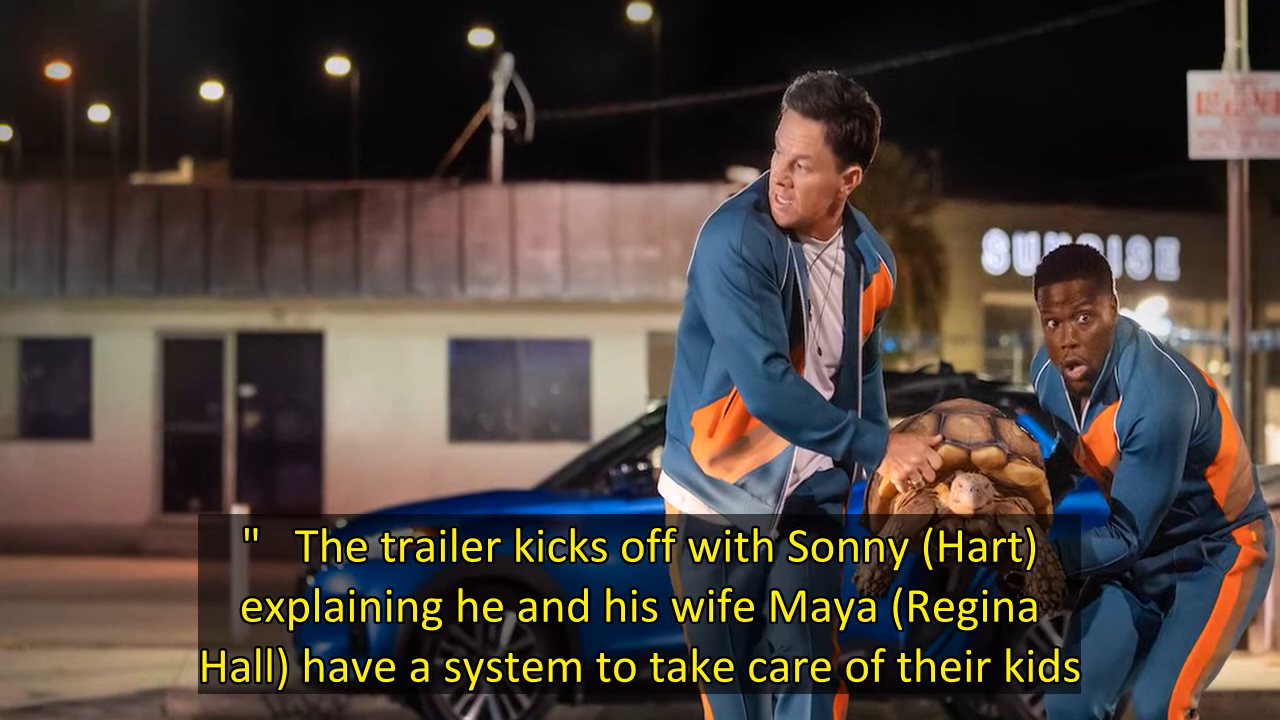 SUNRISE
"   The trailer kicks off with Sonny (Hart)
explaining he and his wife Maya (Regina
Hall) have a system to take care of their kids